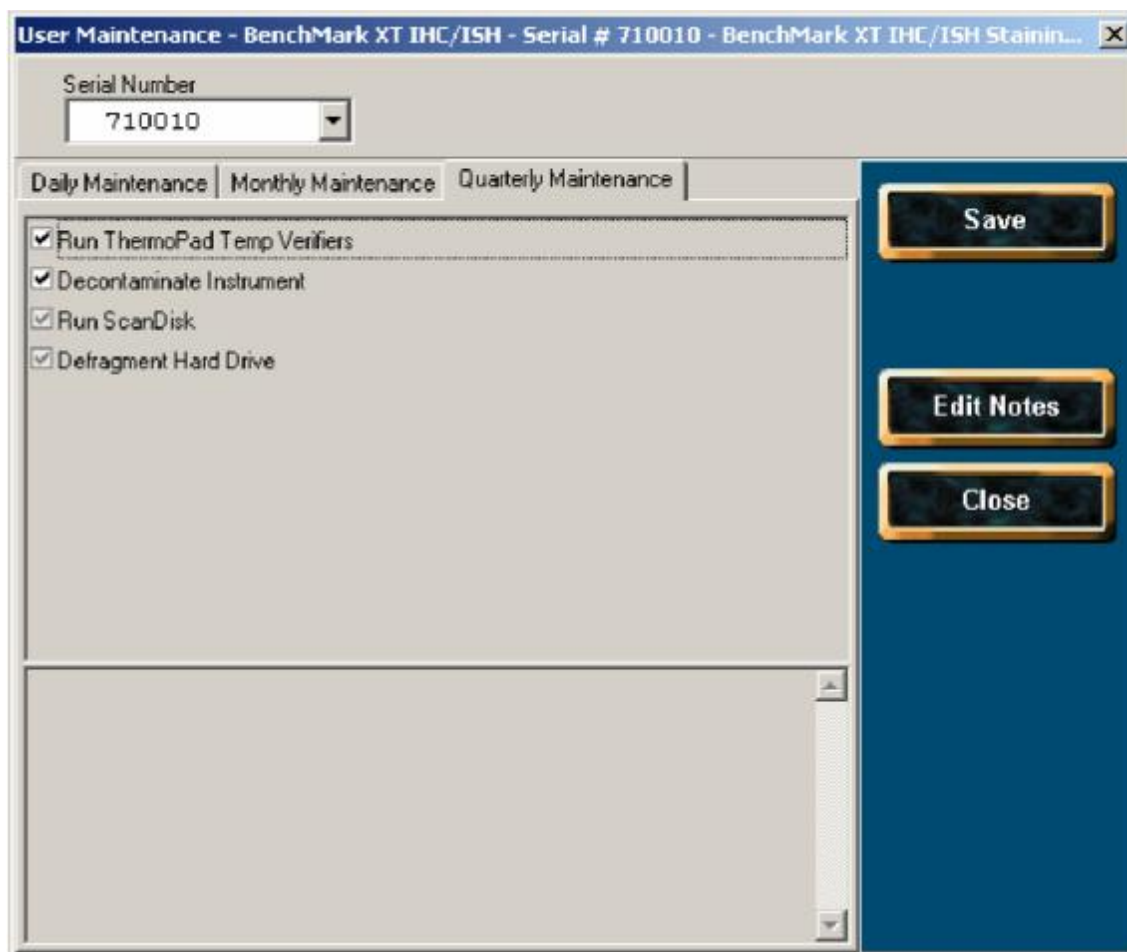 User Maintenance - BenchMark XT IHC/ISH - Serial # 710010 - BenchMark XT IHC/ISH Stainin...
Serial Number
710010
Daily Maintenance
Monthly Maintenance
Quarterly Maintenance
Run ThermoPad Temp Verifiers
Decontaminate Instrument
Run ScanDisk
Defragment Hard Drive
Save
Edit Notes
Close